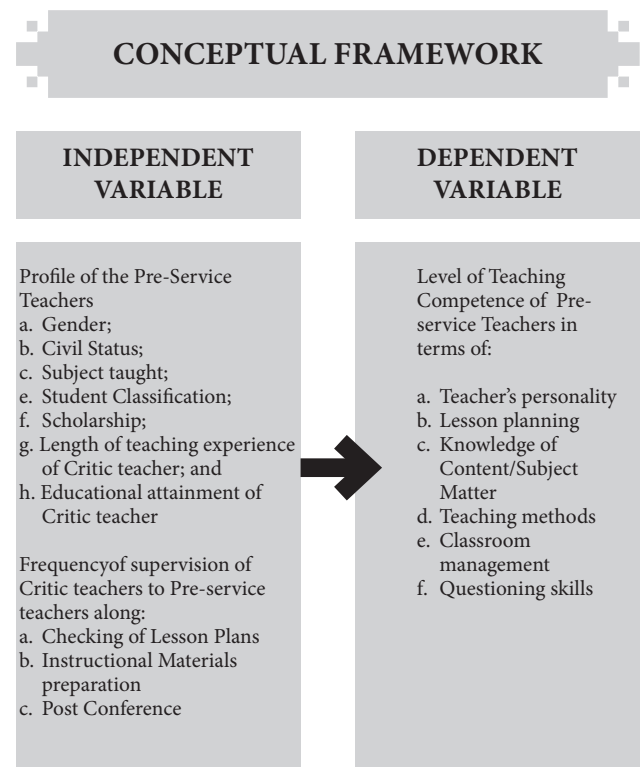 CONCEPTUAL FRAMEWORK
INDEPENDENT
VARIABLE
Profile of the Pre-Service
Teachers
a. Gender;
b. Civil Status;
c. Subject taught;
e. Student Classification;
f. Scholarship;
g. Length of teaching experience
of Critic teacher; and
h. Educational attainment of
Critic teacher
Frequencyof supervision of
Critic teachers to Pre-service
teachers along:
a. Checking of Lesson Plans
b. Instructional Materials
preparation
c. Post Conference
DEPENDENT
VARIABLE
Level of Teaching
Competence of Pre-
service Teachers in
terms of:
a. Teacher's personality
b. Lesson planning
c. Knowledge of
Content/Subject
Matter
d. Teaching methods
e. Classroom
management
f. Questioning skills